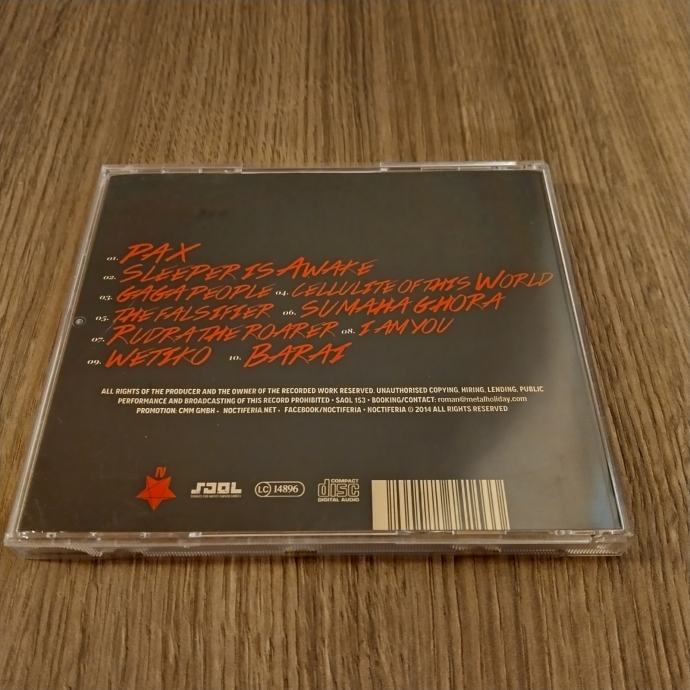 01. PAX
02. SLEEPER IS AWAKE
03. GAGA PEOPLE 04. CELLULITE OF THIS WORLD
05. THE FALSIFIER 06. SUMAHA GHORA
07. RUDRA THE ROARER 08. I AM YOU
09. WETIKO 10. BARAI
ALL RIGHTS OF THE PRODUCER AND THE OWNER OF THE RECORDED WORK RESERVED. UNAUTHORISED COPYING, HIRING, LENDING, PUBLIC
PERFORMANCE AND BROADCASTING OF THIS RECORD PROHIBITED • SAOL 153 • BOOKING/CONTACT: roman@metalholiday.com
PROMOTION: CMM GMBH • NOCTIFERIA.NET • FACEBOOK/NOCTIFERIA • NOCTIFERIA © 2014 ALL RIGHTS RESERVED
IV
SAOL
LC 14896
COMPACT
disc
DIGITAL AUDIO